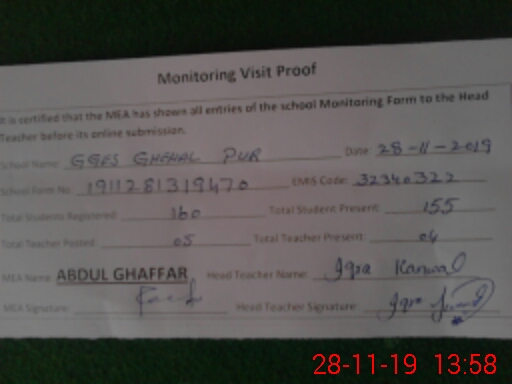 Monitoring Visit Proof
It is certified that the MEA has shown all entries of the school Monitoring Form to the Head
Teacher before its online submission.
School Name: GGES GHEHAL PUR Date: 28-11-2019
School Form No: 1911281319470 EMIS Code: 32340322
Total Students Registered: 160 Total Student Present: 155
Total Teacher Posted: 05 Total Teacher Present: 04
MEA Name: ABDUL GHAFFAR Head Teacher Name: Iqra Kanwal
MEA Signature: Head Teacher Signature: Iqra
28-11-19 13:58